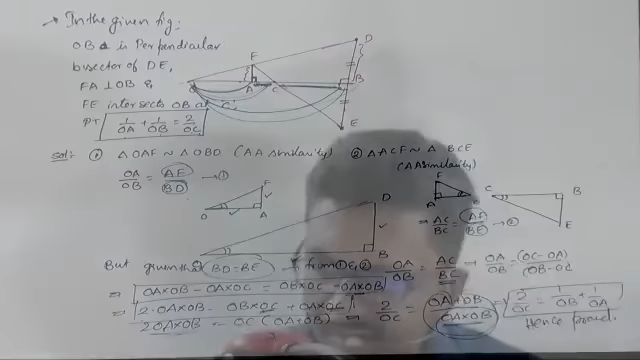 → In the given fig:
OB is Perpendicular
bisector of DE,
FA ⊥ OB &
FE intersects OB at 'C'.
PT 1/OA + 1/OB = 2/OC
F
D
O
A
C
B
E
Sol: ① △ OAF ~ △ OBD (AA Similarity) ② △ ACF ~ △ BCE
(AA similarity)
OA/OB = AF/BD → ①
F
O
A
D
B
F
A
C
B
E
⇒ AC/BC = AF/BE → ②
But given that BD = BE → from ① & ② OA/OB = AC/BC → OA/OB = (OC-OA)/(OB-OC)
⇒ OA×OB - OA×OC = OB×OC - OA×OB
⇒ 2·OA×OB = OB×OC + OA×OC
2OA×OB = OC (OA+OB) ⇒ 2/OC = (OA+OB)/(OA×OB) ⇒ 2/OC = 1/OB + 1/OA
Hence proved.